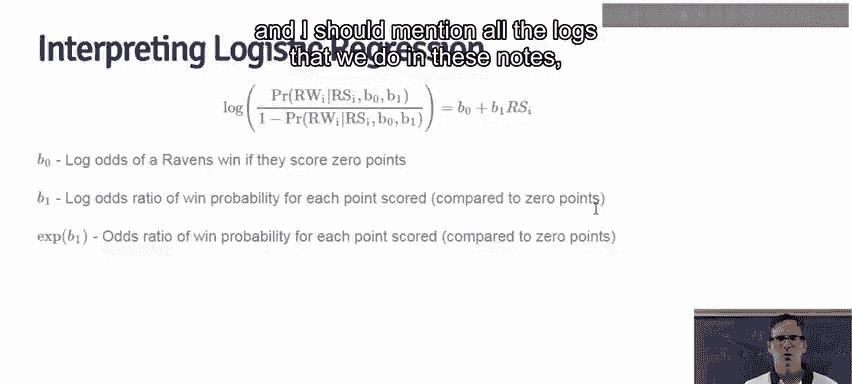 and I should mention all the logs
that we do in these notes,
Interpreting Logistic Regression
log( Pr(RW_i|RS_i, b_0, b_1) / 1 − Pr(RW_i|RS_i, b_0, b_1) ) = b_0 + b_1RS_i
b_0 - Log odds of a Ravens win if they score zero points
b_1 - Log odds ratio of win probability for each point scored (compared to zero points)
exp(b_1) - Odds ratio of win probability for each point scored (compared to zero points)